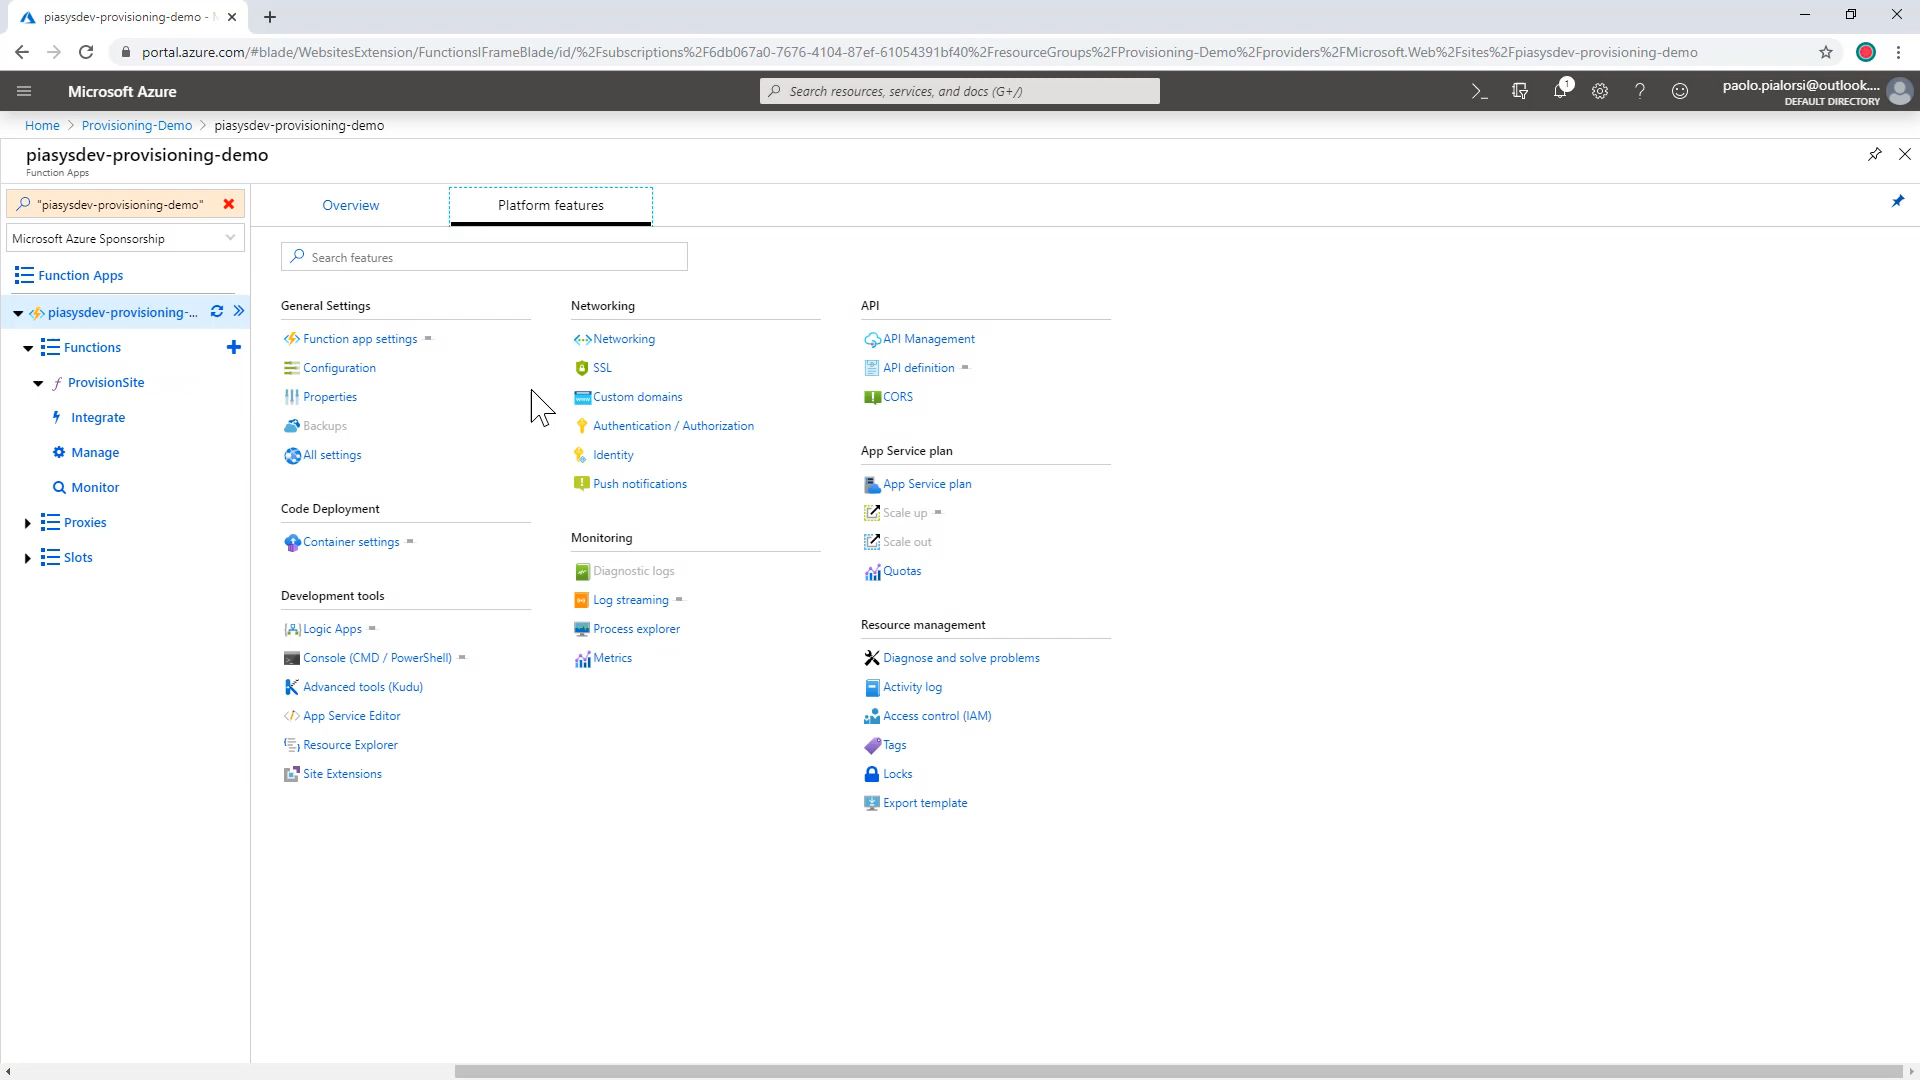 piasysdev-provisioning-demo - M
portal.azure.com/#blade/WebsitesExtension/FunctionsIFrameBlade/id/%2Fsubscriptions%2F6db067a0-7676-4104-87ef-61054391bf40%2FresourceGroups%2FProvisioning-Demo%2Fproviders%2FMicrosoft.Web%2Fsites%2Fpiasysdev-provisioning-demo
Microsoft Azure
Search resources, services, and docs (G+/)
1
paolo.pialorsi@outlook....
DEFAULT DIRECTORY
Home > Provisioning-Demo > piasysdev-provisioning-demo
piasysdev-provisioning-demo
Function Apps
"piasysdev-provisioning-demo"
Microsoft Azure Sponsorship
Function Apps
piasysdev-provisioning-...
Functions
ProvisionSite
Integrate
Manage
Monitor
Proxies
Slots
Overview
Platform features
Search features
General Settings
Function app settings
Configuration
Properties
Backups
All settings
Code Deployment
Container settings
Development tools
Logic Apps
Console (CMD / PowerShell)
Advanced tools (Kudu)
App Service Editor
Resource Explorer
Site Extensions
Networking
Networking
SSL
Custom domains
Authentication / Authorization
Identity
Push notifications
Monitoring
Diagnostic logs
Log streaming
Process explorer
Metrics
API
API Management
API definition
CORS
App Service plan
App Service plan
Scale up
Scale out
Quotas
Resource management
Diagnose and solve problems
Activity log
Access control (IAM)
Tags
Locks
Export template